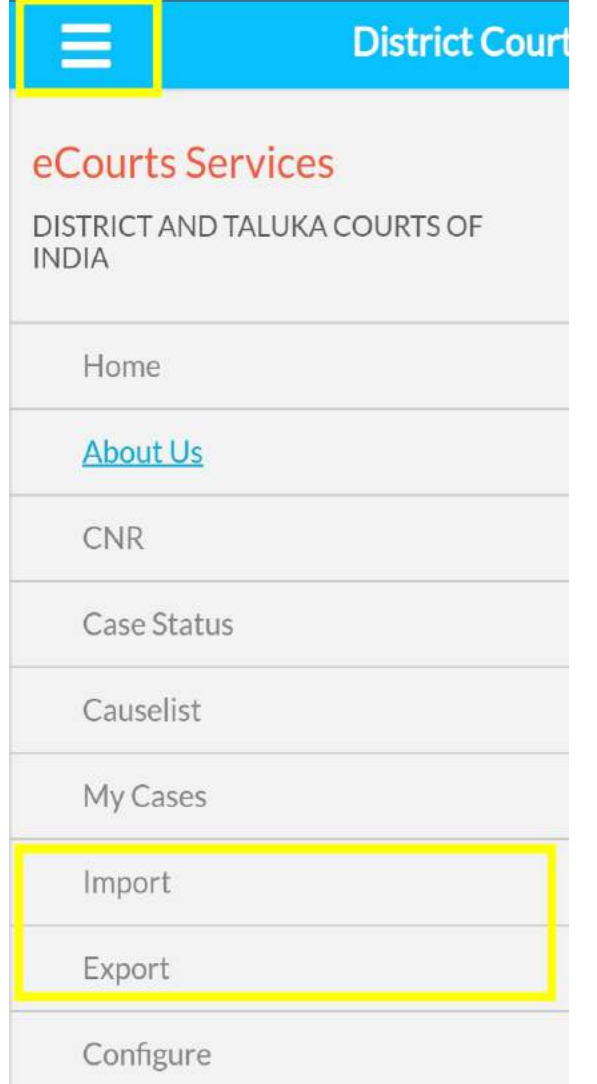 District Court
eCourts Services
DISTRICT AND TALUKA COURTS OF
INDIA
Home
About Us
CNR
Case Status
Causelist
My Cases
Import
Export
Configure